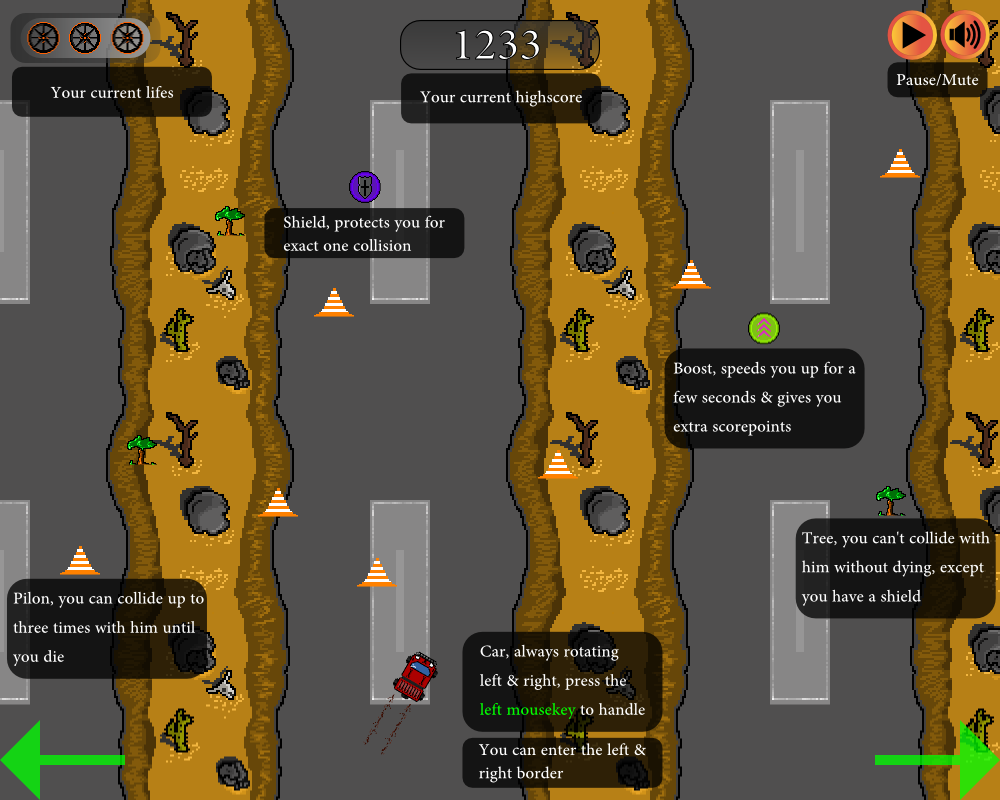 1233
Your current lifes
Your current highscore
Pause/Mute
Shield, protects you for
exact one collision
Boost, speeds you up for a
few seconds & gives you
extra scorepoints
Tree, you can't collide with
him without dying, except
you have a shield
Pilon, you can collide up to
three times with him until
you die
Car, always rotating
left & right, press the
left mousekey to handle
You can enter the left &
right border